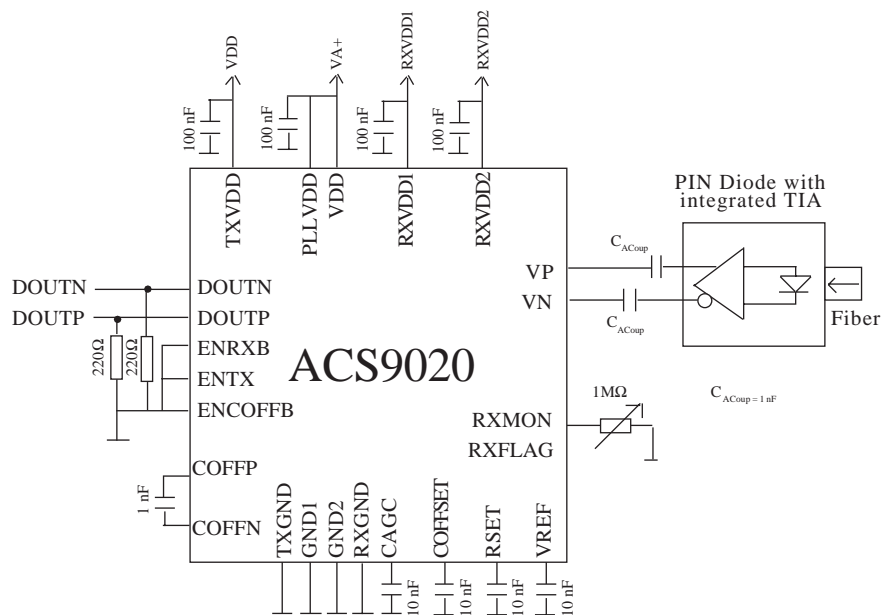 VDD
VA+
RXVDD1
RXVDD2
100 nF
100 nF
100 nF
100 nF
TXVDD
PLLVDD
VDD
RXVDD1
RXVDD2
PIN Diode with
integrated TIA
C ACoup
VP
VN
C ACoup
Fiber
DOUTN
DOUTN
DOUTP
DOUTP
220Ω
220Ω
ENRXB
ENTX
ENCOFFB
ACS9020
1MΩ
C ACoup = 1 nF
RXMON
RXFLAG
COFFP
1 nF
COFFN
TXGND
GND1
GND2
RXGND
CAGC
COFFSET
RSET
VREF
10 nF
10 nF
10 nF
10 nF